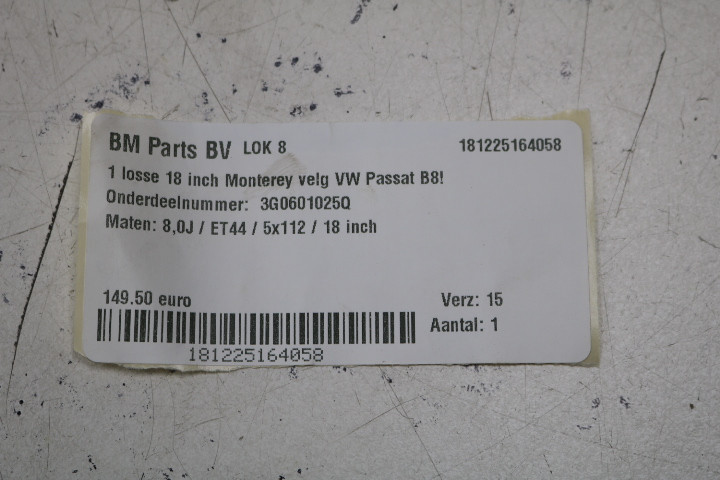 BM Parts BV LOK 8 181225164058
1 losse 18 inch Monterey velg VW Passat B8!
Onderdeelnummer: 3G0601025Q
Maten: 8,0J / ET44 / 5x112 / 18 inch
149.50 euro Verz: 15
Aantal: 1
181225164058